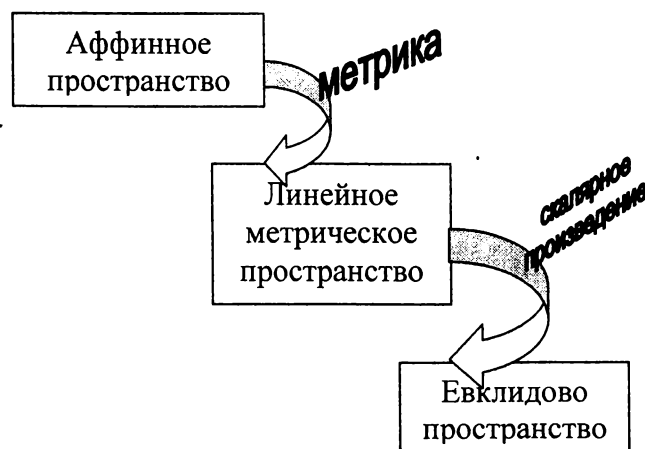 Аффинное
пространство
метрика
Линейное
метрическое
пространство
скалярное
произведение
Евклидово
пространство